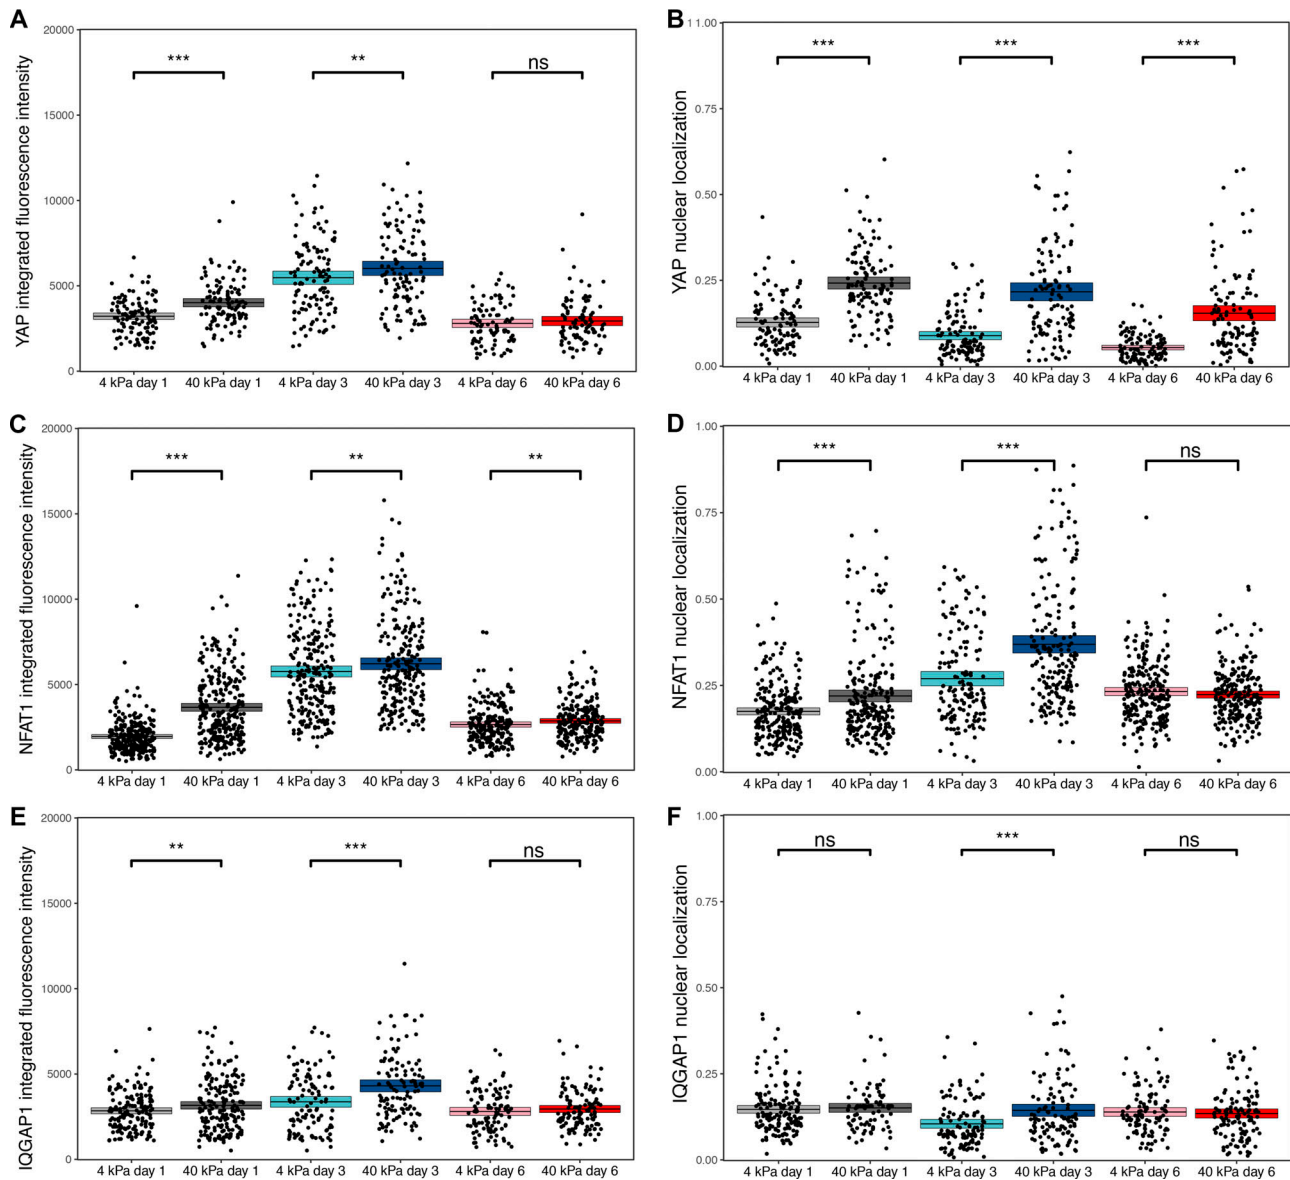 A
YAP integrated fluorescence intensity
20000
15000
10000
5000
0
***
**
ns
4 kPa day 1
40 kPa day 1
4 kPa day 3
40 kPa day 3
4 kPa day 6
40 kPa day 6
B
YAP nuclear localization
11.00
0.75
0.50
0.25
0.00
***
***
***
4 kPa day 1
40 kPa day 1
4 kPa day 3
40 kPa day 3
4 kPa day 6
40 kPa day 6
C
NFAT1 integrated fluorescence intensity
20000
15000
10000
5000
0
***
**
**
4 kPa day 1
40 kPa day 1
4 kPa day 3
40 kPa day 3
4 kPa day 6
40 kPa day 6
D
NFAT1 nuclear localization
1.00
0.75
0.50
0.25
0.00
***
***
ns
4 kPa day 1
40 kPa day 1
4 kPa day 3
40 kPa day 3
4 kPa day 6
40 kPa day 6
E
IQGAP1 integrated fluorescence intensity
20000
15000
10000
5000
0
**
***
ns
4 kPa day 1
40 kPa day 1
4 kPa day 3
40 kPa day 3
4 kPa day 6
40 kPa day 6
F
IQGAP1 nuclear localization
1.00
0.75
0.50
0.25
0.00
ns
***
ns
4 kPa day 1
40 kPa day 1
4 kPa day 3
40 kPa day 3
4 kPa day 6
40 kPa day 6